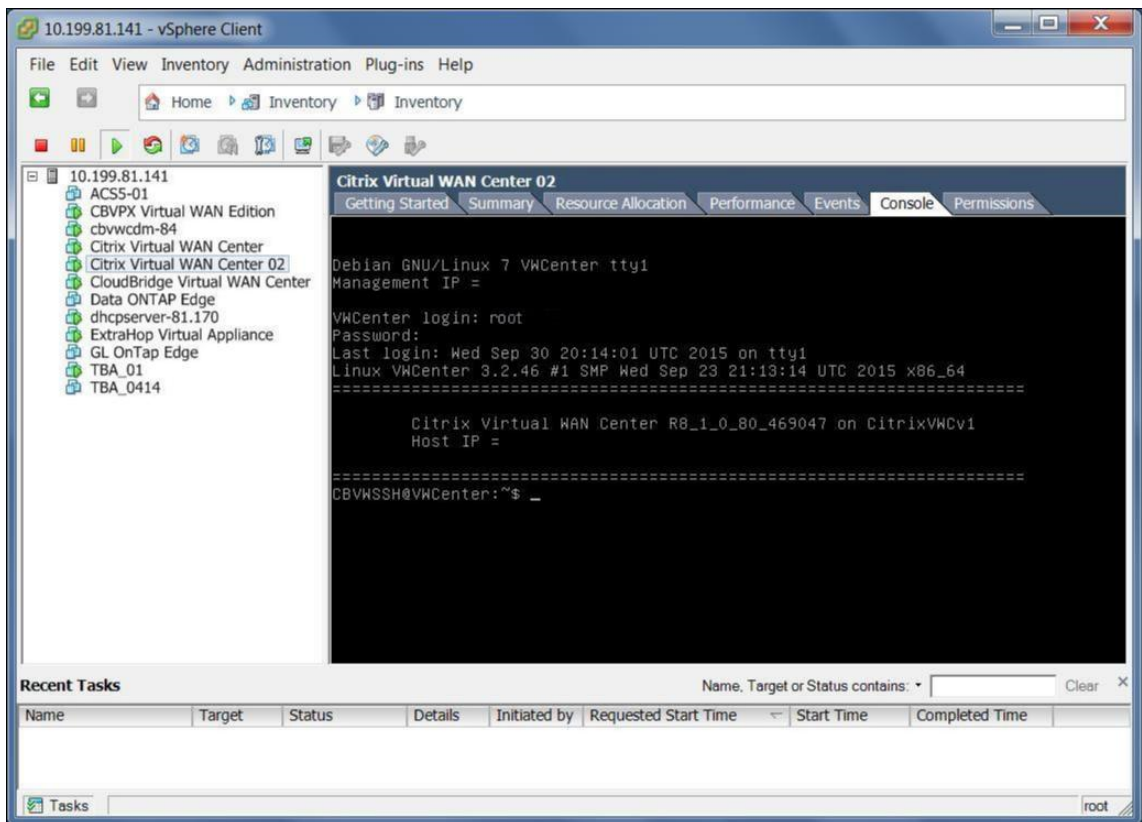 10.199.81.141 - vSphere Client
File Edit View Inventory Administration Plug-ins Help
Home Inventory Inventory
10.199.81.141
ACS5-01
CBVPX Virtual WAN Edition
cbvwcdm-84
Citrix Virtual WAN Center
Citrix Virtual WAN Center 02
CloudBridge Virtual WAN Center
Data ONTAP Edge
dhcpserver-81.170
ExtraHop Virtual Appliance
GL OnTap Edge
TBA_01
TBA_0414
Citrix Virtual WAN Center 02
Getting Started Summary Resource Allocation Performance Events Console Permissions
Debian GNU/Linux 7 VWCenter tty1
Management IP =
VWCenter login: root
Password:
Last login: Wed Sep 30 20:14:01 UTC 2015 on tty1
Linux VWCenter 3.2.46 #1 SMP Wed Sep 23 21:13:14 UTC 2015 x86_64
======================================================================
Citrix Virtual WAN Center R8_1_0_80_469047 on CitrixVWCv1
Host IP =
======================================================================
CBVWSSH@VWCenter:~$ _
Recent Tasks
Name, Target or Status contains: Clear
Name Target Status Details Initiated by Requested Start Time Start Time Completed Time
Tasks
root